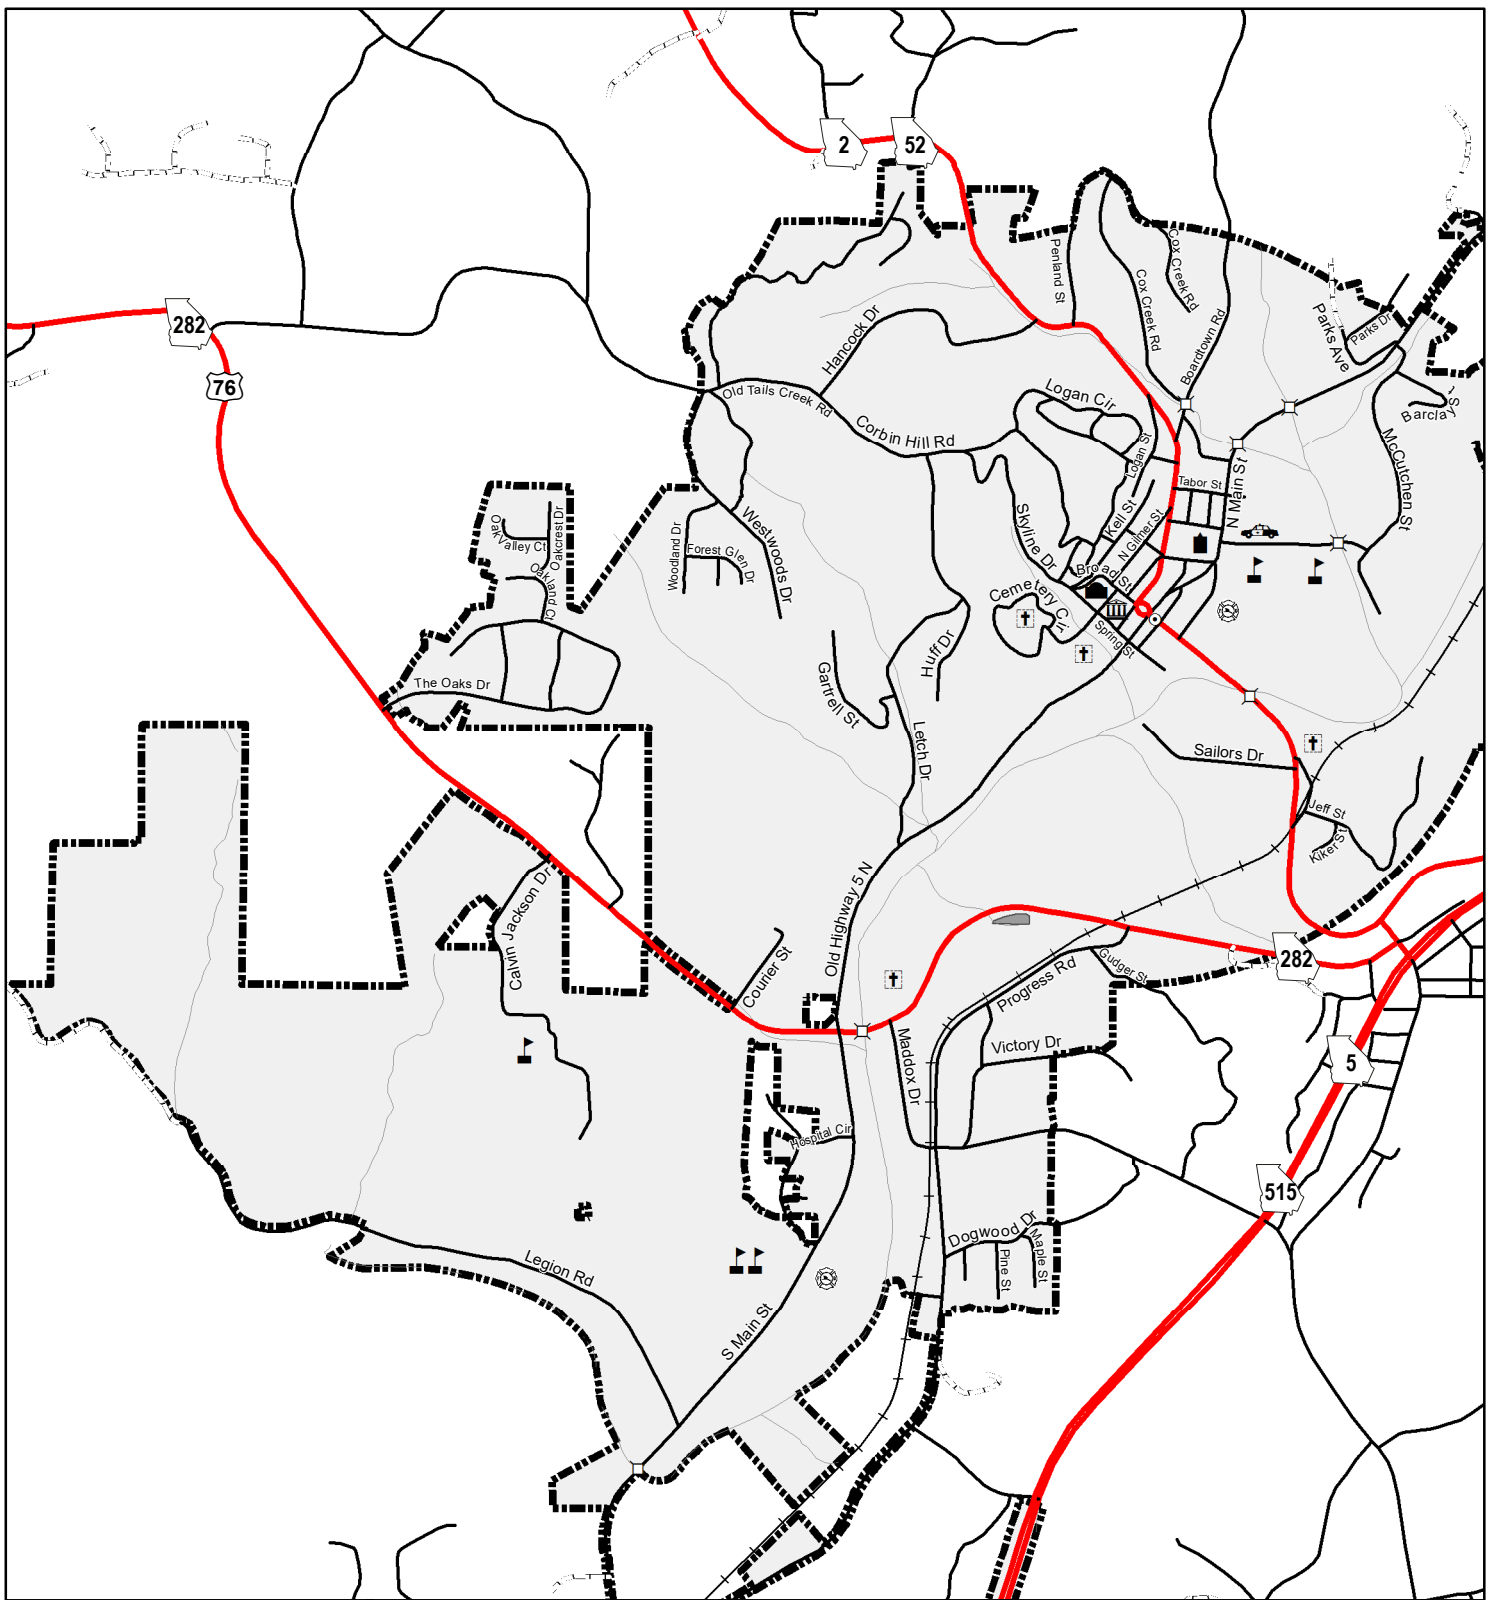 2
52
282
76
Penland St
Cox Creek Rd
Cox Creek Rd
Boardtown Rd
Parks Ave
Parks Dr
Hancock Dr
Old Tails Creek Rd
Corbin Hill Rd
Logan Cir
Logan St
Barclay S
McCutchen St
Tabor St
N Main St
Kell St
N Gilmer St
Skyline Dr
Broad St
Cemetery Cir
Spring St
Oak Valley Ct
Oakcrest Dr
Oakland Ct
Woodland Dr
Forest Glen Dr
Westwoods Dr
The Oaks Dr
Gartrell St
Huff Dr
Letch Dr
Sailors Dr
Jeff St
Kiker St
Calvin Jackson Dr
Courier St
Old Highway 5 N
282
Progress Rd
Gudger St
Victory Dr
Maddox Dr
5
Hospital Cir
515
Dogwood Dr
Pine St
Maple St
Legion Rd
S Main St